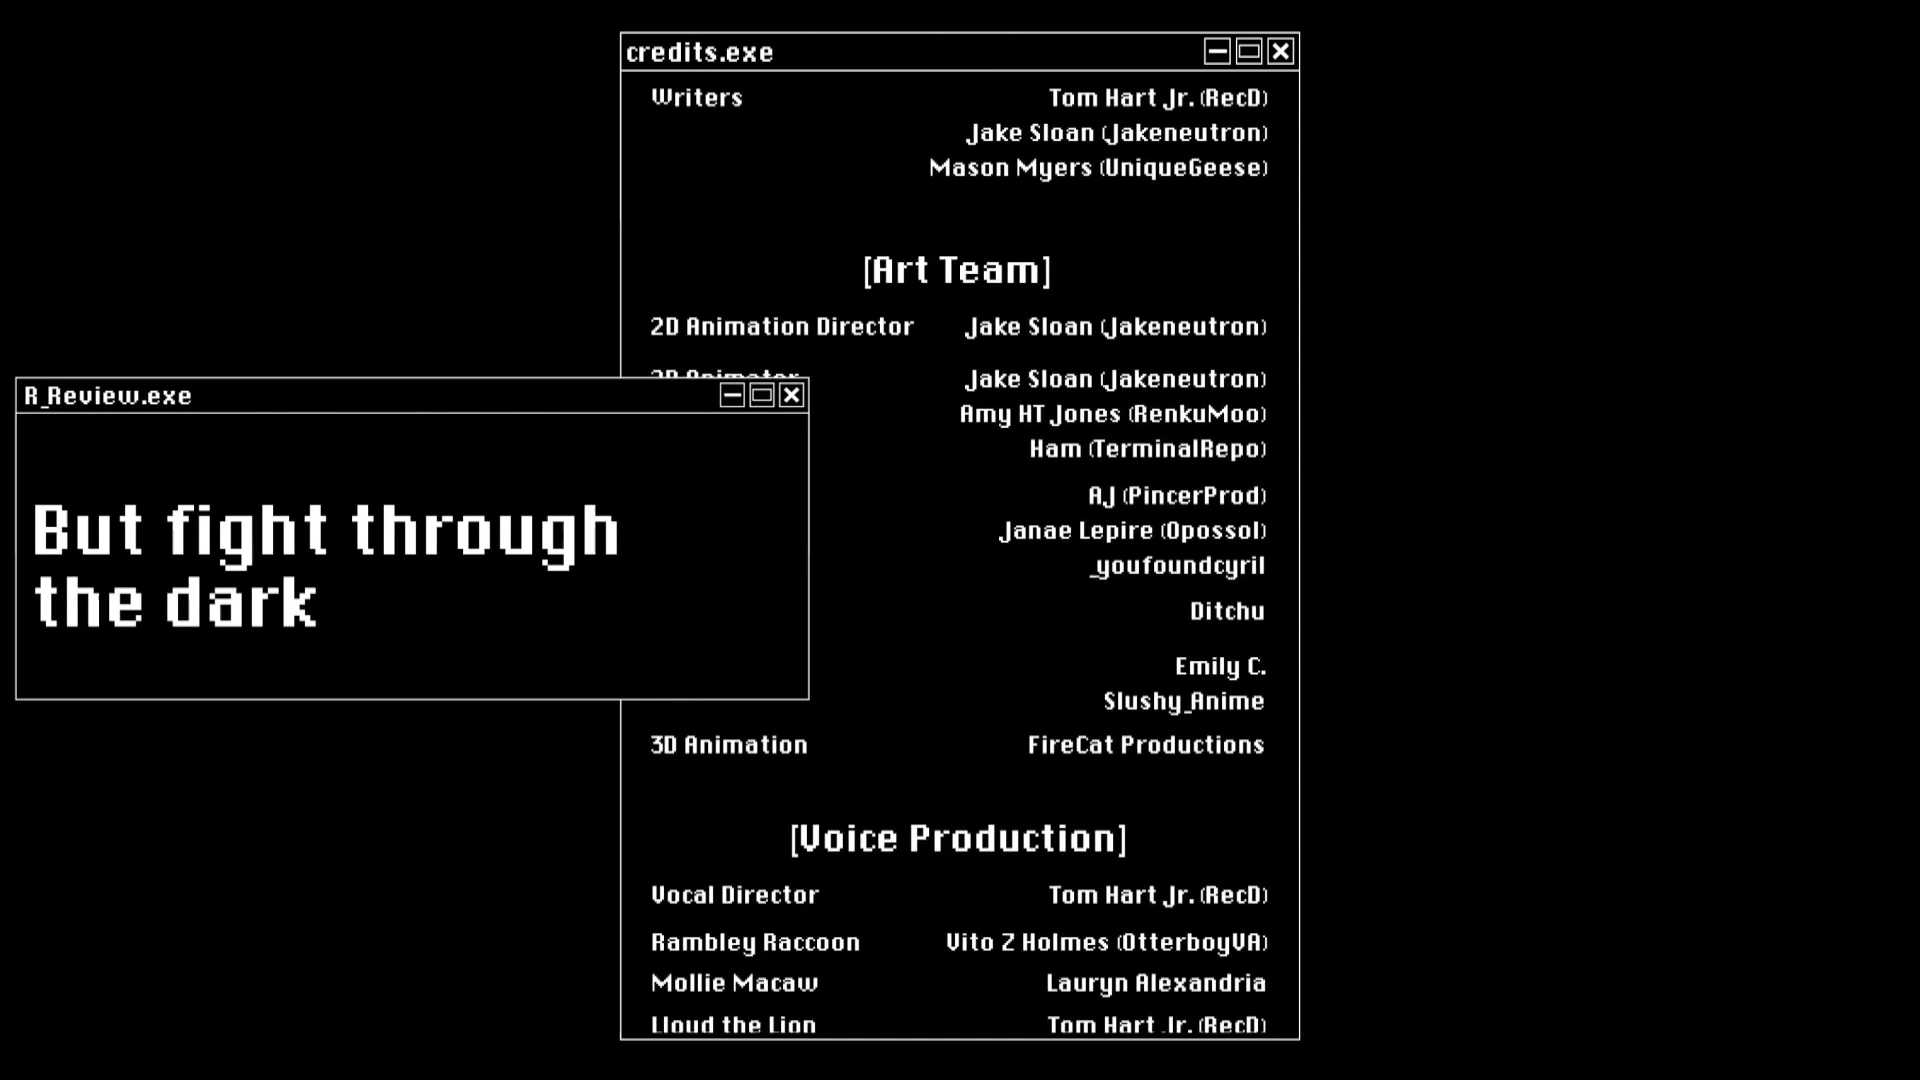 credits.exe
Writers Tom Hart Jr. (RecD)
Jake Sloan (Jakeneutron)
Mason Myers (UniqueGeese)
[Art Team]
2D Animation Director Jake Sloan (Jakeneutron)
2D Animator Jake Sloan (Jakeneutron)
Amy HT Jones (RenkuMoo)
Ham (TerminalRepo)
AJ (PincerProd)
Janae Lepire (Opossol)
_youfoundcyril
Ditchu
Emily C.
Slushy_Anime
3D Animation FireCat Productions
[Voice Production]
Vocal Director Tom Hart Jr. (RecD)
Rambley Raccoon Vito Z Holmes (OtterboyVA)
Mollie Macaw Lauryn Alexandria
Lloud the Lion Tom Hart Jr. (RecD)
R_Review.exe
But fight through
the dark